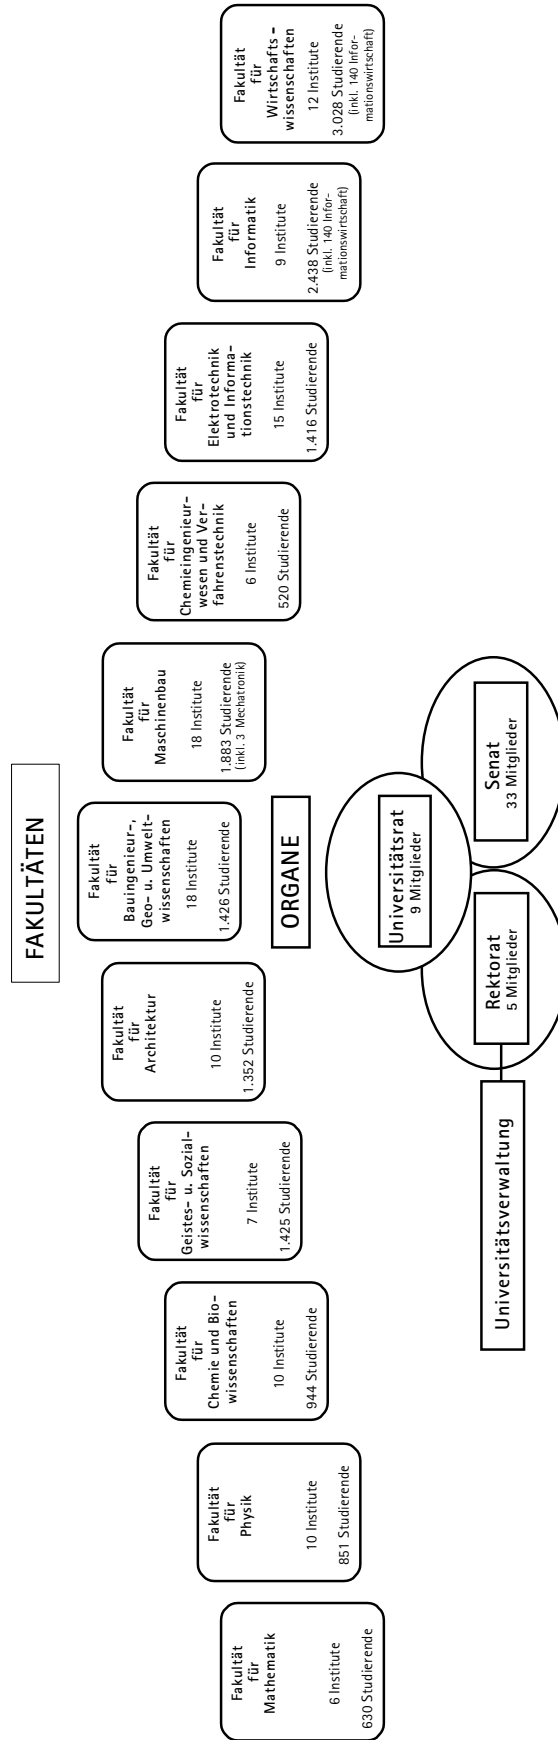 FAKULTÄTEN
Fakultät
für
Mathematik
6 Institute
630 Studierende
Fakultät
für
Physik
10 Institute
851 Studierende
Fakultät
für
Chemie und Bio-
wissenschaften
10 Institute
944 Studierende
Fakultät
für
Geistes- u. Sozial-
wissenschaften
7 Institute
1.425 Studierende
Fakultät
für
Architektur
10 Institute
1.352 Studierende
Fakultät
für
Bauingenieur-,
Geo- u. Umwelt-
wissenschaften
18 Institute
1.426 Studierende
Fakultät
für
Maschinenbau
18 Institute
1.883 Studierende
(inkl. 3 Mechatronik)
Fakultät
für
Chemieingenieur-
wesen und Ver-
fahrenstechnik
6 Institute
520 Studierende
Fakultät
für
Elektrotechnik
und Informa-
tionstechnik
15 Institute
1.416 Studierende
Fakultät
für
Informatik
9 Institute
2.438 Studierende
(inkl. 140 Infor-
mationswirtschaft)
Fakultät
für
Wirtschafts -
wissenschaften
12 Institute
3.028 Studierende
(inkl. 140 Infor-
mationswirtschaft)
ORGANE
Universitätsrat
9 Mitglieder
Universitätsverwaltung
Rektorat
5 Mitglieder
Senat
33 Mitglieder